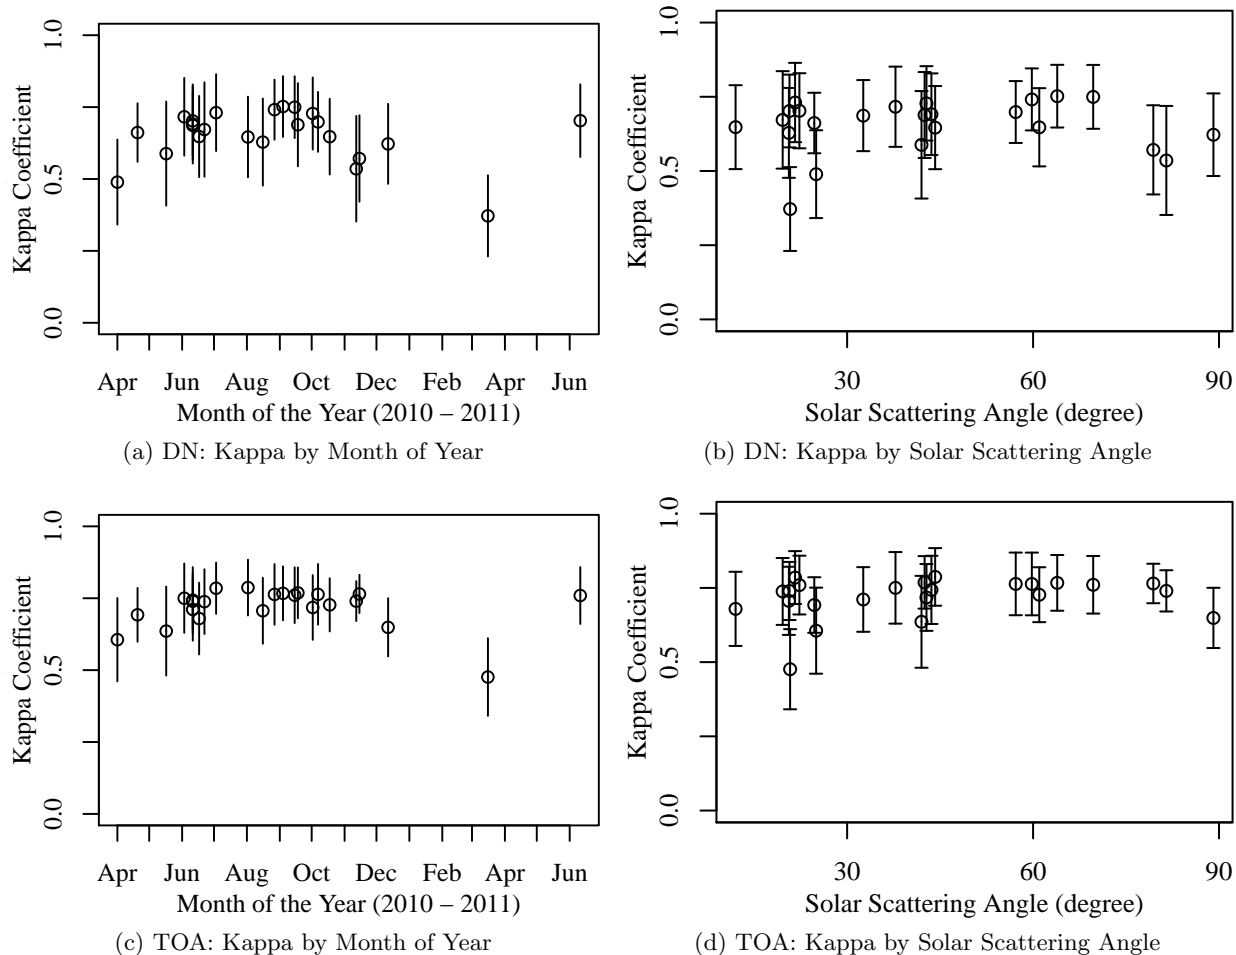 Kappa Coefficient
1.0
0.5
0.0
Apr Jun Aug Oct Dec Feb Apr Jun
Month of the Year (2010 – 2011)
(a) DN: Kappa by Month of Year
Kappa Coefficient
1.0
0.5
0.0
30 60 90
Solar Scattering Angle (degree)
(b) DN: Kappa by Solar Scattering Angle
Kappa Coefficient
1.0
0.5
0.0
Apr Jun Aug Oct Dec Feb Apr Jun
Month of the Year (2010 – 2011)
(c) TOA: Kappa by Month of Year
Kappa Coefficient
1.0
0.5
0.0
30 60 90
Solar Scattering Angle (degree)
(d) TOA: Kappa by Solar Scattering Angle